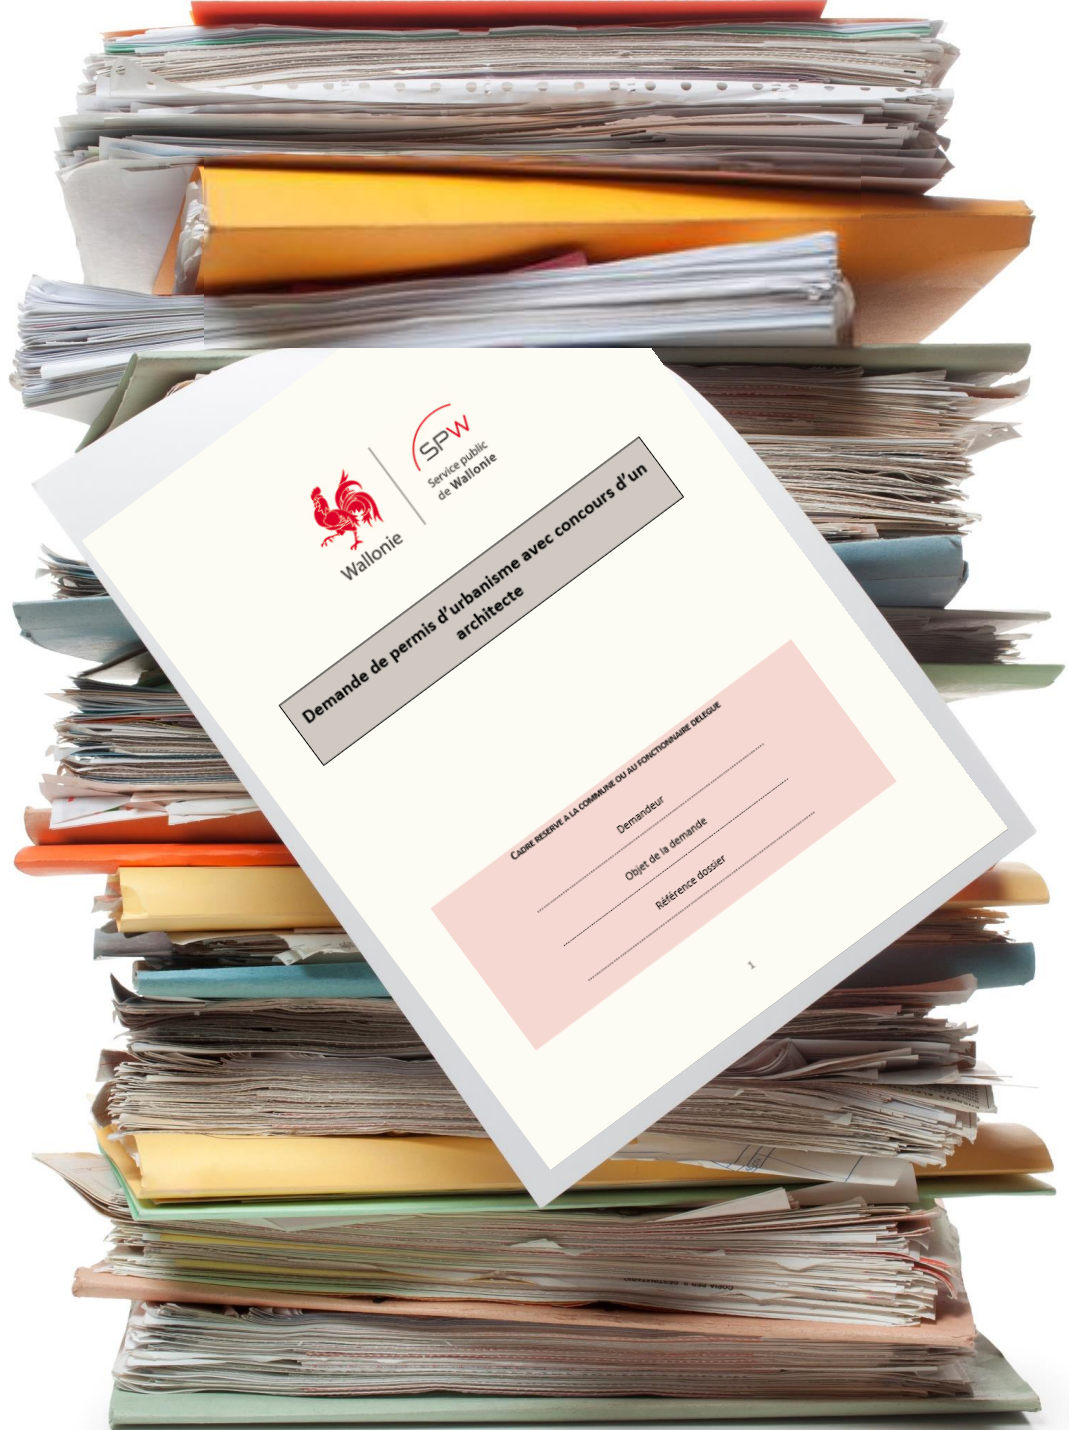 SPW
Service public
de Wallonie
Wallonie
Demande de permis d'urbanisme avec concours d'un
architecte
CADRE RESERVE A LA COMMUNE OU AU FONCTIONNAIRE DELEGUE
Demandeur
Objet de la demande
Référence dossier
1